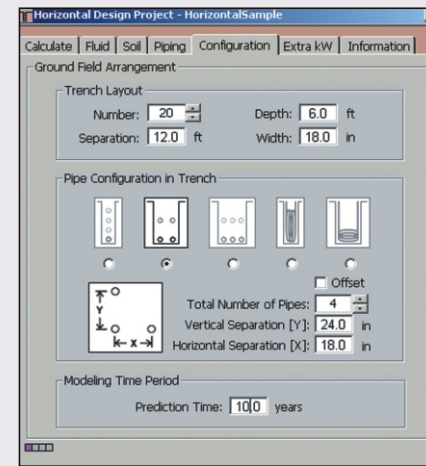 Horizontal Design Project - HorizontalSample
Calculate Fluid Soil Piping Configuration Extra kW Information
Ground Field Arrangement
Trench Layout
Number: 20 Depth: 6.0 ft
Separation: 12.0 ft Width: 18.0 in
Pipe Configuration in Trench
Offset
Y
X
Total Number of Pipes: 4
Vertical Separation [Y]: 24.0 in
Horizontal Separation [X]: 18.0 in
Modeling Time Period
Prediction Time: 10.0 years